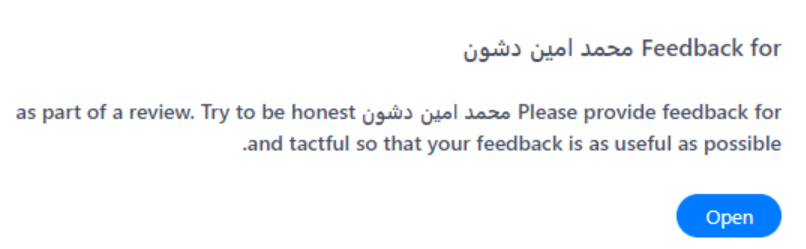 Feedback for محمد امين دشون
Please provide feedback for محمد امين دشون as part of a review. Try to be honest
and tactful so that your feedback is as useful as possible.
Open